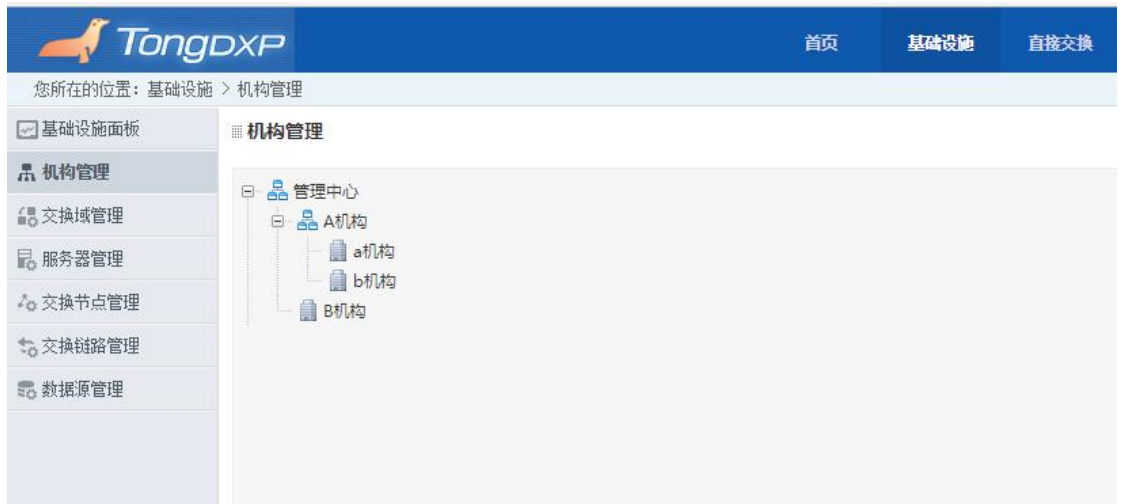 TongDXP
首页 基础设施 直接交换
您所在的位置：基础设施 > 机构管理
基础设施面板
机构管理
交换域管理
服务器管理
交换节点管理
交换链路管理
数据源管理
机构管理
管理中心
A机构
a机构
b机构
B机构